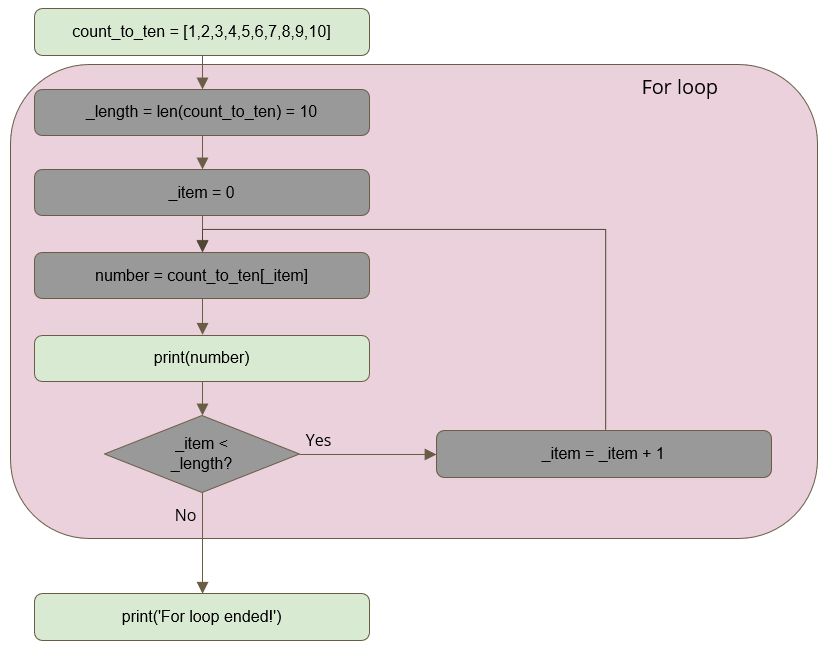 count_to_ten = [1,2,3,4,5,6,7,8,9,10]
For loop
_length = len(count_to_ten) = 10
_item = 0
number = count_to_ten[_item]
print(number)
_item <
_length?
Yes
_item = _item + 1
No
print('For loop ended!')